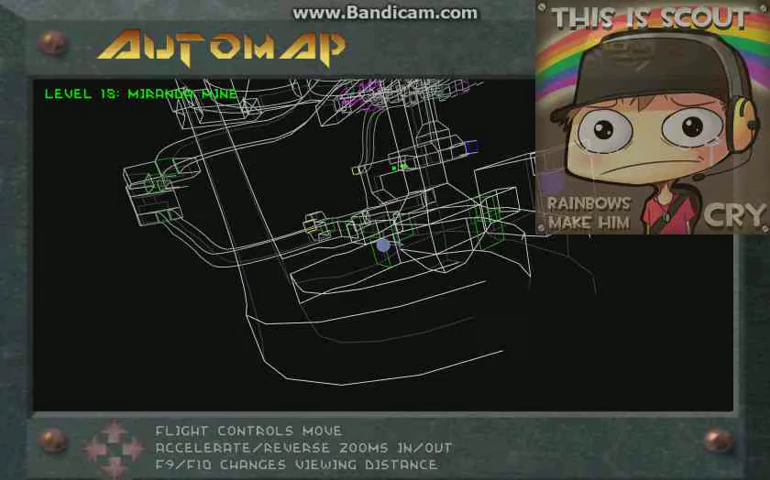 www.Bandicam.com
THIS IS SCOUT
AUTOMAP
LEVEL 18: MIRANDA MINE
RAINBOWS
MAKE HIM
CRY
FLIGHT CONTROLS MOVE
ACCELERATE/REVERSE ZOOMS IN/OUT
F9/F10 CHANGES VIEWING DISTANCE